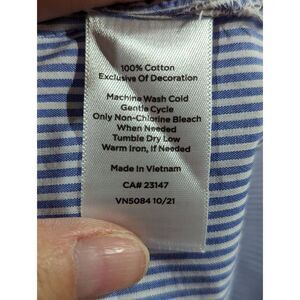 100% Cotton
Exclusive Of Decoration
Machine Wash Cold
Gentle Cycle
Only Non-Chlorine Bleach
When Needed
Tumble Dry Low
Warm Iron, If Needed
Made In Vietnam
CA# 23147
VN5084 10/21